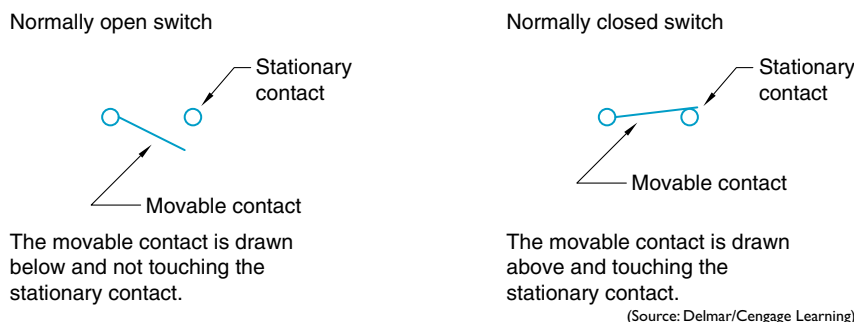 Normally open switch
Stationary
contact
Movable contact
The movable contact is drawn
below and not touching the
stationary contact.
Normally closed switch
Stationary
contact
Movable contact
The movable contact is drawn
above and touching the
stationary contact.
(Source: Delmar/Cengage Learning)